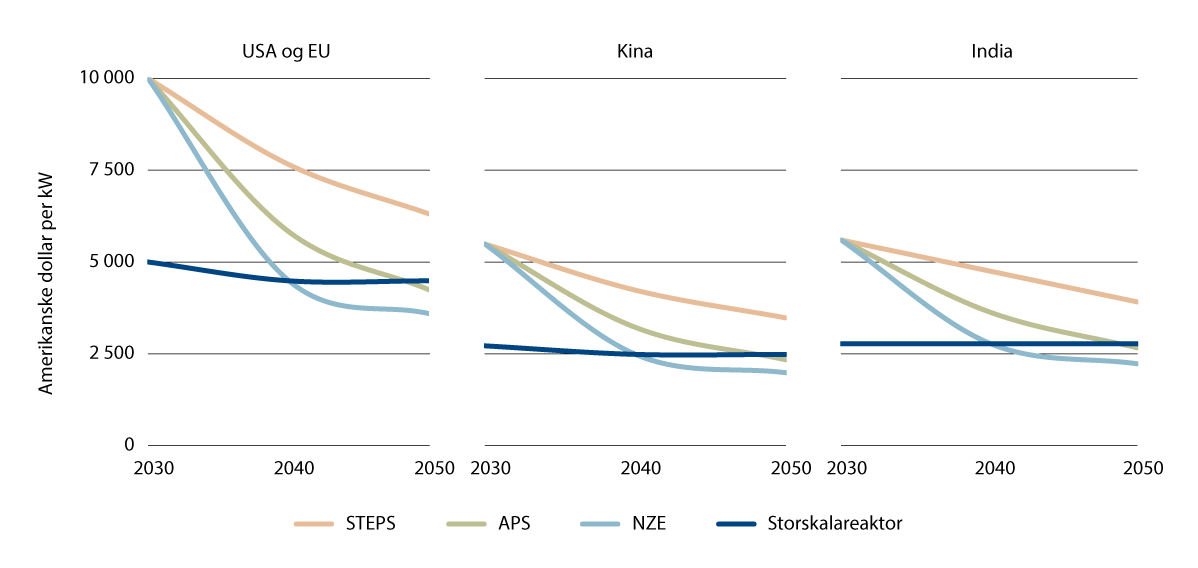 USA og EU
Kina
India
Amerikanske dollar per kW
10 000
7 500
5 000
2 500
0
2030 2040 2050
2030 2040 2050
2030 2040 2050
STEPS APS NZE Storskalareaktor